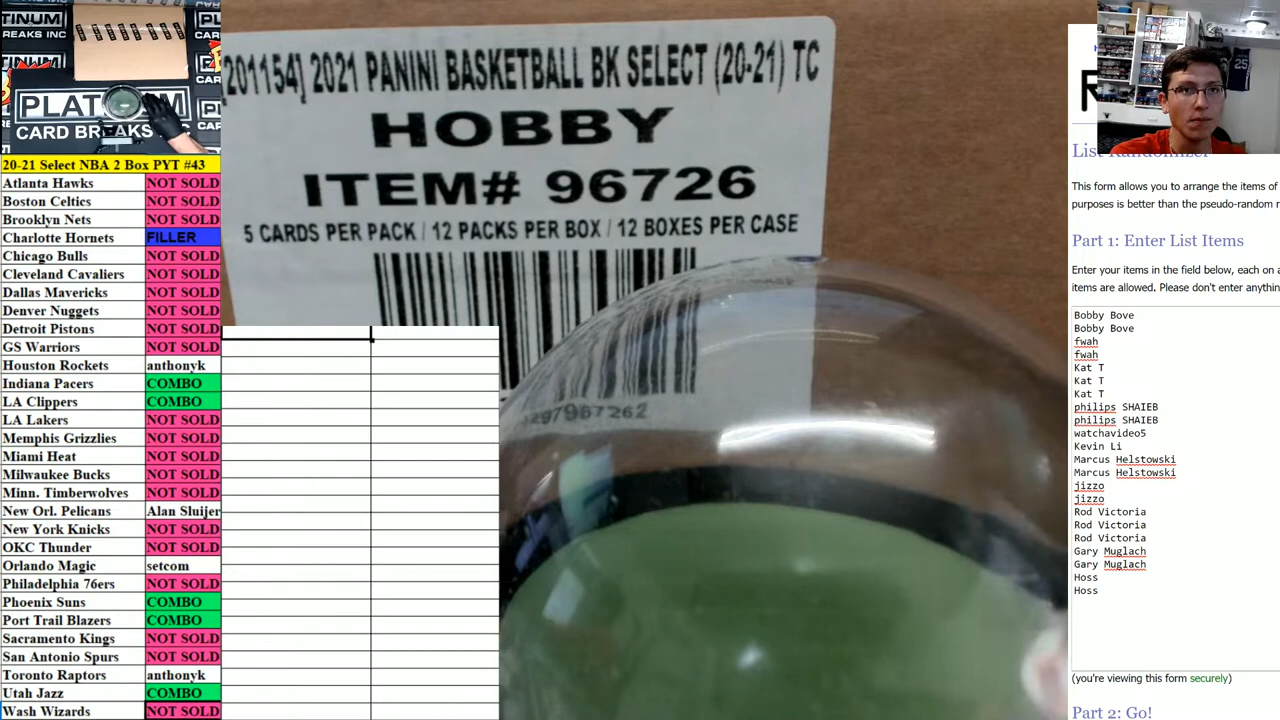 TINUM
REAKS INC
PLAT
BREA
PLATINUM
CARD BREAKS INC
[201154] 2021 PANINI BASKETBALL BK SELECT (20-21) TC
HOBBY
ITEM# 96726
5 CARDS PER PACK / 12 PACKS PER BOX / 12 BOXES PER CASE
20-21 Select NBA 2 Box PYT #43
Atlanta Hawks NOT SOLD
Boston Celtics NOT SOLD
Brooklyn Nets NOT SOLD
Charlotte Hornets FILLER
Chicago Bulls NOT SOLD
Cleveland Cavaliers NOT SOLD
Dallas Mavericks NOT SOLD
Denver Nuggets NOT SOLD
Detroit Pistons NOT SOLD
GS Warriors NOT SOLD
Houston Rockets anthonyk
Indiana Pacers COMBO
LA Clippers COMBO
LA Lakers NOT SOLD
Memphis Grizzlies NOT SOLD
Miami Heat NOT SOLD
Milwaukee Bucks NOT SOLD
Minn. Timberwolves NOT SOLD
New Orl. Pelicans Alan Sluijer
New York Knicks NOT SOLD
OKC Thunder NOT SOLD
Orlando Magic setcom
Philadelphia 76ers NOT SOLD
Phoenix Suns COMBO
Port Trail Blazers COMBO
Sacramento Kings NOT SOLD
San Antonio Spurs NOT SOLD
Toronto Raptors anthonyk
Utah Jazz COMBO
Wash Wizards NOT SOLD
25
List Randomizer
This form allows you to arrange the items of
purposes is better than the pseudo-random
Part 1: Enter List Items
Enter your items in the field below, each on a
items are allowed. Please don't enter anythin
Bobby Bove
Bobby Bove
fwah
fwah
Kat T
Kat T
Kat T
philips SHAIEB
philips SHAIEB
watchavideo5
Kevin Li
Marcus Helstowski
Marcus Helstowski
jizzo
jizzo
Rod Victoria
Rod Victoria
Rod Victoria
Gary Muglach
Gary Muglach
Hoss
Hoss
(you're viewing this form securely)
Part 2: Go!